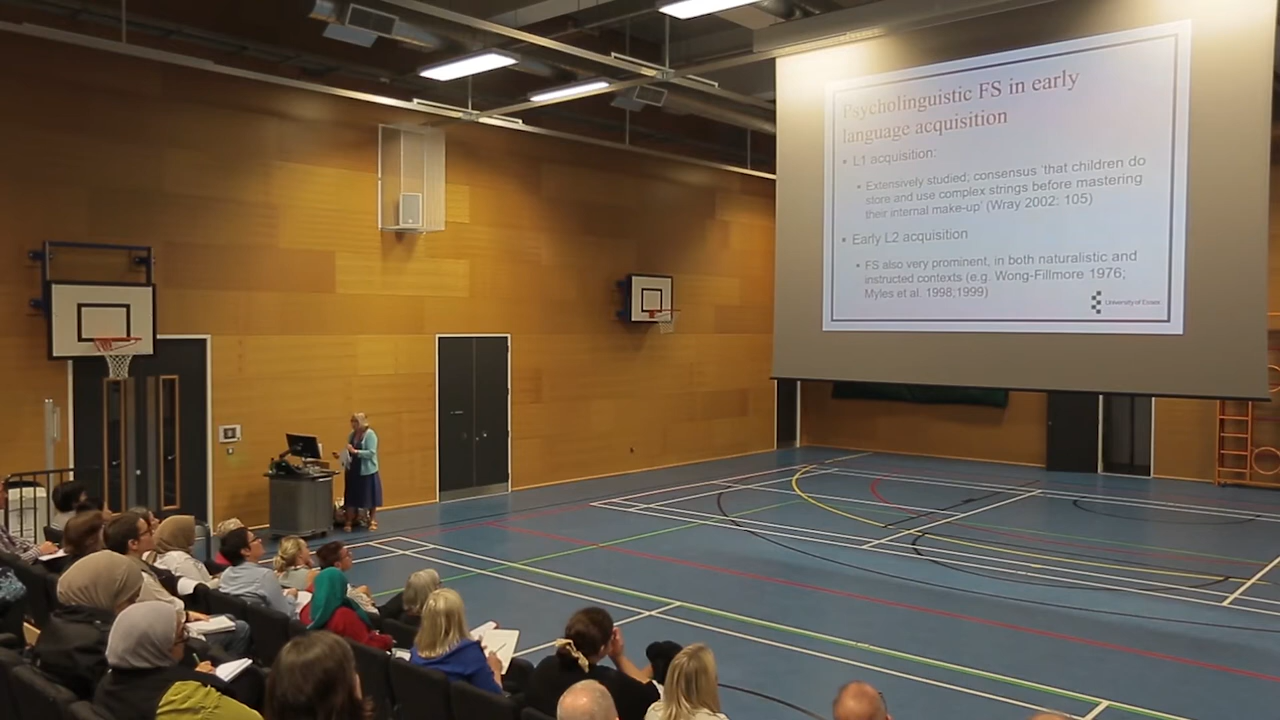 Psycholinguistic FS in early
language acquisition
• L1 acquisition:
• Extensively studied; consensus 'that children do
store and use complex strings before mastering
their internal make-up' (Wray 2002: 105)
• Early L2 acquisition
• FS also very prominent, in both naturalistic and
instructed contexts (e.g. Wong-Fillmore 1976;
Myles et al. 1998;1999)
University of Essex